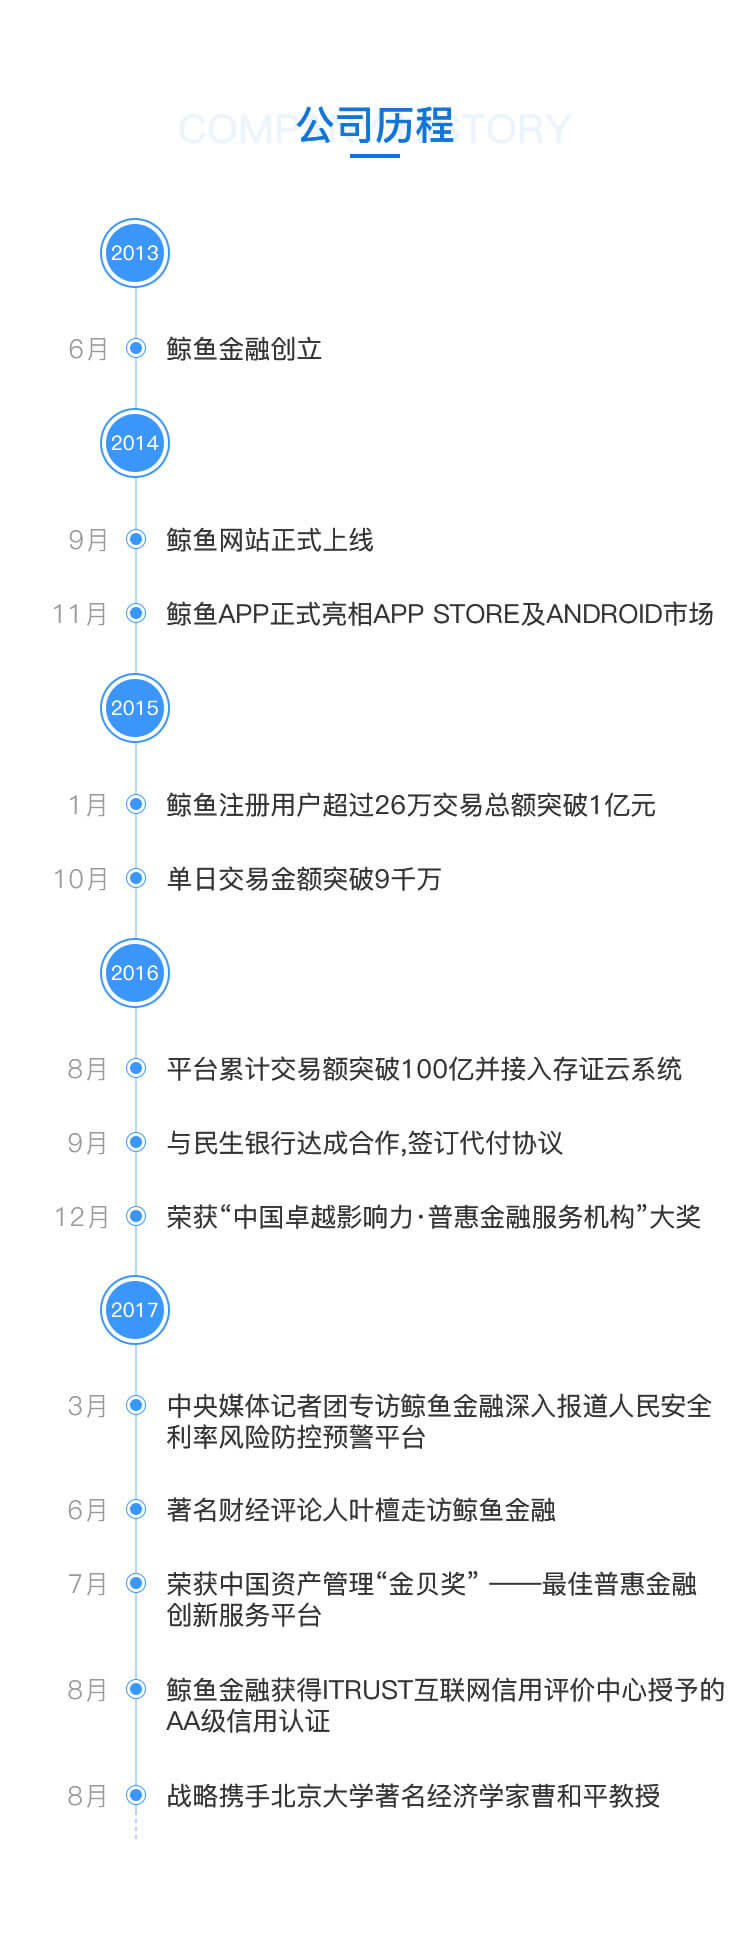 COMPANY HISTORY
公司历程
2013
6月 鲸鱼金融创立
2014
9月 鲸鱼网站正式上线
11月 鲸鱼APP正式亮相APP STORE及ANDROID市场
2015
1月 鲸鱼注册用户超过26万交易总额突破1亿元
10月 单日交易金额突破9千万
2016
8月 平台累计交易额突破100亿并接入存证云系统
9月 与民生银行达成合作,签订代付协议
12月 荣获“中国卓越影响力·普惠金融服务机构”大奖
2017
3月 中央媒体记者团专访鲸鱼金融深入报道人民安全
利率风险防控预警平台
6月 著名财经评论人叶檀走访鲸鱼金融
7月 荣获中国资产管理“金贝奖” ——最佳普惠金融
创新服务平台
8月 鲸鱼金融获得ITRUST互联网信用评价中心授予的
AA级信用认证
8月 战略携手北京大学著名经济学家曹和平教授